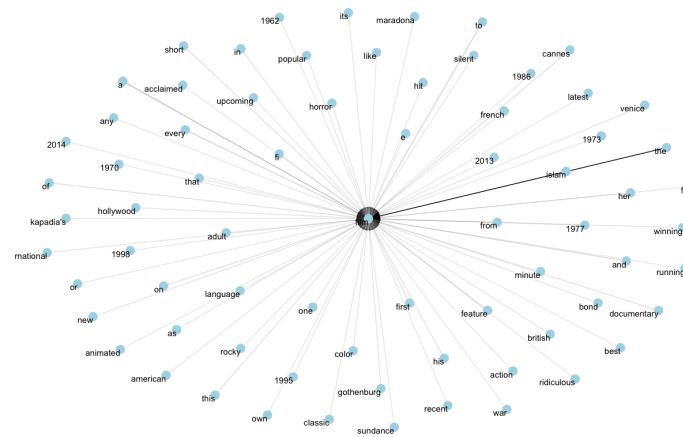 its
maradona
1962
to
short
in
popular
like
silent
cannes
a
acclaimed
upcoming
horror
hit
1986
latest
any
every
french
venice
2014
e
1973
1970
that
fi
2013
the
islam
of
her
kapadia's
hollywood
film
from
1977
winning
rnational
1998
adult
and
running
or
on
language
minute
new
one
first
feature
bond
documentary
animated
as
rocky
color
british
best
american
this
1995
gothenburg
his
action
ridiculous
own
classic
sundance
recent
war